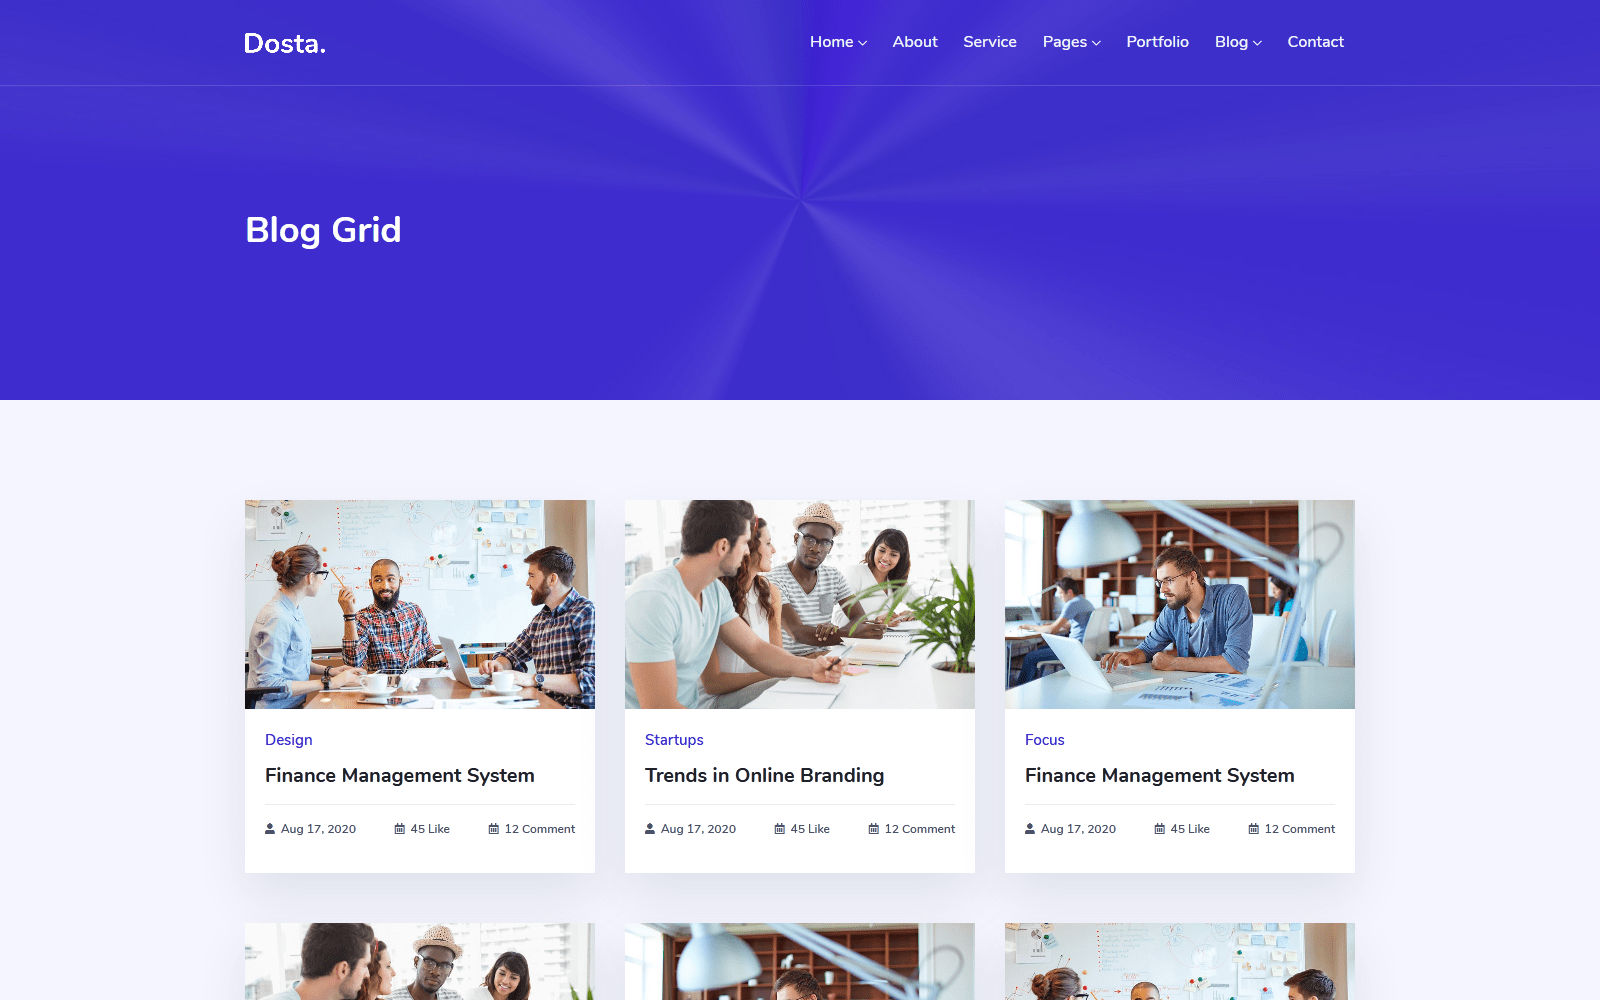 Dosta.
Home About Service Pages Portfolio Blog Contact
Blog Grid
Design
Finance Management System
Aug 17, 2020 45 Like 12 Comment
Startups
Trends in Online Branding
Aug 17, 2020 45 Like 12 Comment
Focus
Finance Management System
Aug 17, 2020 45 Like 12 Comment